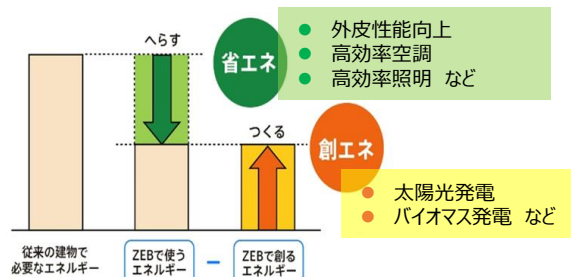 へらす
省エネ
● 外皮性能向上
● 高効率空調
● 高効率照明 など
つくる
創エネ
● 太陽光発電
● バイオマス発電 など
従来の建物で
必要なエネルギー
ZEBで使う
エネルギー
−
ZEBで創る
エネルギー